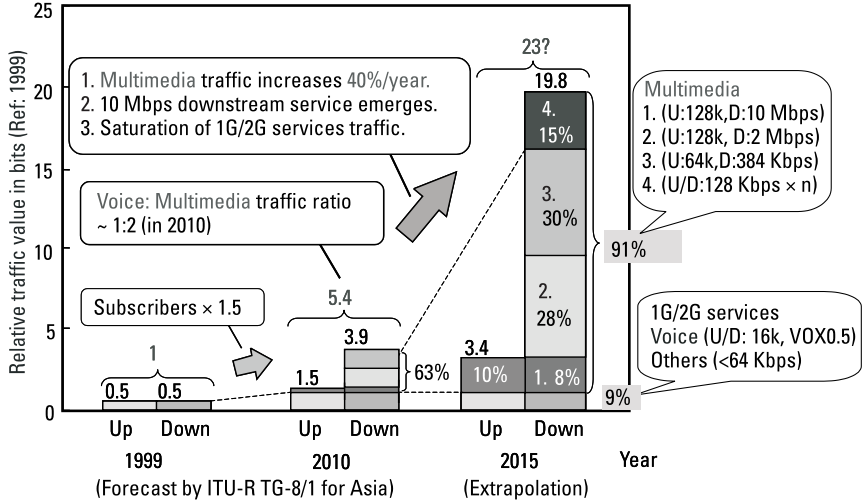 Relative traffic value in bits (Ref: 1999)
25
20
15
10
5
0
1. Multimedia traffic increases 40%/year.
2. 10 Mbps downstream service emerges.
3. Saturation of 1G/2G services traffic.
Voice: Multimedia traffic ratio
~ 1:2 (in 2010)
Subscribers × 1.5
1
0.5
0.5
5.4
1.5
3.9
63%
23?
3.4
10%
19.8
4.
15%
3.
30%
2.
28%
1. 8%
Multimedia
1. (U:128k,D:10 Mbps)
2. (U:128k, D:2 Mbps)
3. (U:64k,D:384 Kbps)
4. (U/D:128 Kbps × n)
91%
1G/2G services
Voice (U/D: 16k, VOX0.5)
Others (<64 Kbps)
9%
Up Down Up Down Up Down
1999 2010 2015 Year
(Forecast by ITU-R TG-8/1 for Asia) (Extrapolation)